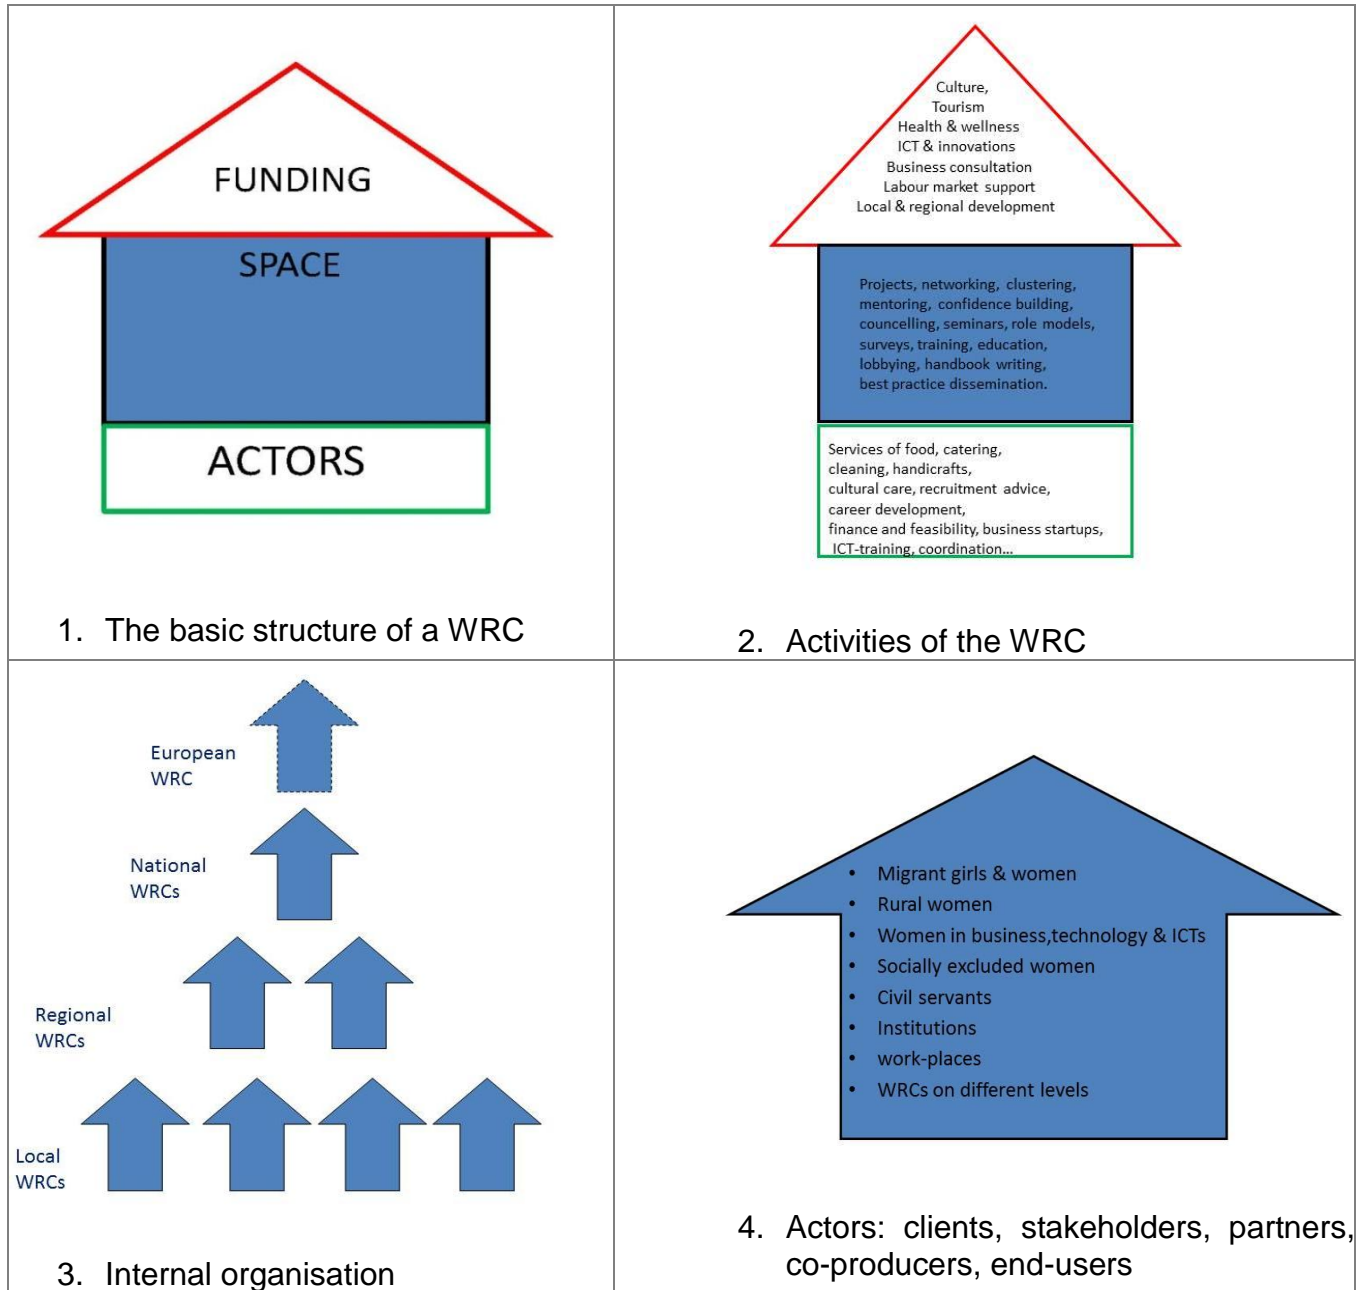 FUNDING
SPACE
ACTORS
1. The basic structure of a WRC
Culture,
Tourism
Health & wellness
ICT & innovations
Business consultation
Labour market support
Local & regional development
Projects, networking, clustering,
mentoring, confidence building,
councelling, seminars, role models,
surveys, training, education,
lobbying, handbook writing,
best practice dissemination.
Services of food, catering,
cleaning, handicrafts,
cultural care, recruitment advice,
career development,
finance and feasibility, business startups,
ICT-training, coordination...
2. Activities of the WRC
European
WRC
National
WRCs
Regional
WRCs
Local
WRCs
3. Internal organisation
• Migrant girls & women
• Rural women
• Women in business,technology & ICTs
• Socially excluded women
• Civil servants
• Institutions
• work-places
• WRCs on different levels
4. Actors: clients, stakeholders, partners,
co-producers, end-users